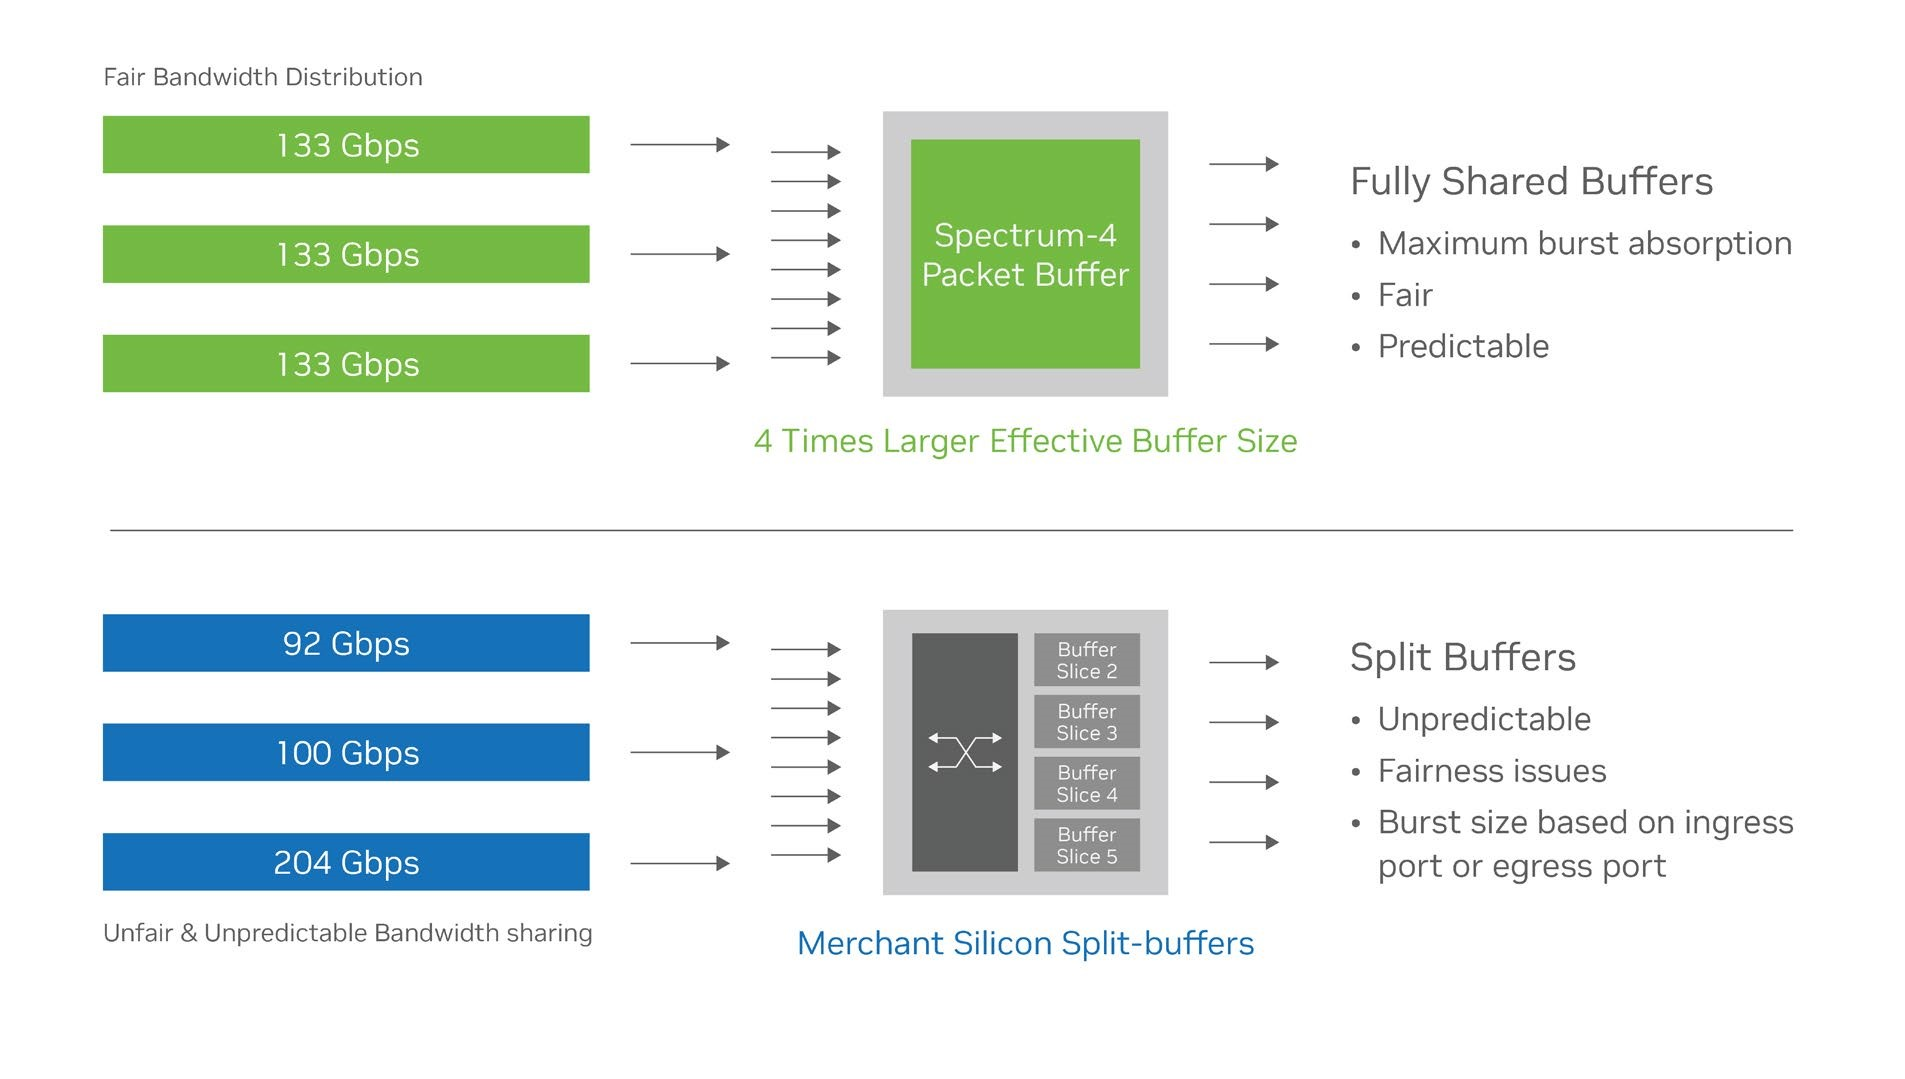 Fair Bandwidth Distribution
133 Gbps
133 Gbps
133 Gbps
Spectrum-4
Packet Buffer
4 Times Larger Effective Buffer Size
Fully Shared Buffers
• Maximum burst absorption
• Fair
• Predictable
92 Gbps
100 Gbps
204 Gbps
Unfair & Unpredictable Bandwidth sharing
Buffer
Slice 2
Buffer
Slice 3
Buffer
Slice 4
Buffer
Slice 5
Merchant Silicon Split-buffers
Split Buffers
• Unpredictable
• Fairness issues
• Burst size based on ingress
port or egress port